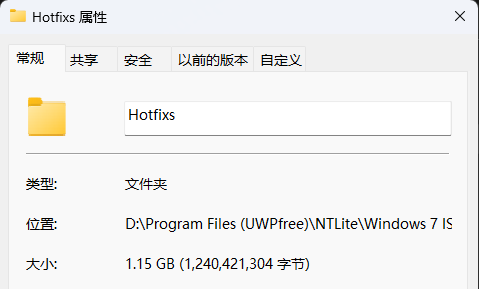 Hotfixs 属性
常规 共享 安全 以前的版本 自定义
Hotfixs
类型: 文件夹
位置: D:\Program Files (UWPfree)\NTLite\Windows 7 IS
大小: 1.15 GB (1,240,421,304 字节)